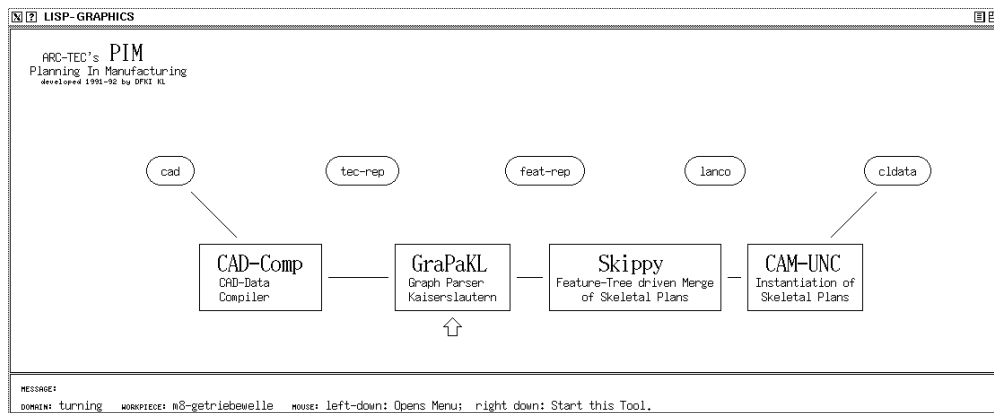 LISP-GRAPHICS
ARC-TEC's PIM
Planning In Manufacturing
developed 1991-92 by DFKI KL
cad tec-rep feat-rep lanco cldata
CAD-Comp GraPaKL Skippy CAM-UNC
CAD-Data Graph Parser Feature-Tree driven Merge Instantiation of
Compiler Kaiserslautern of Skeletal Plans Skeletal Plans
MESSAGE:
DOMAIN: turning WORKPIECE: m8-getriebewelle MOUSE: left-down: Opens Menu; right down: Start this Tool.